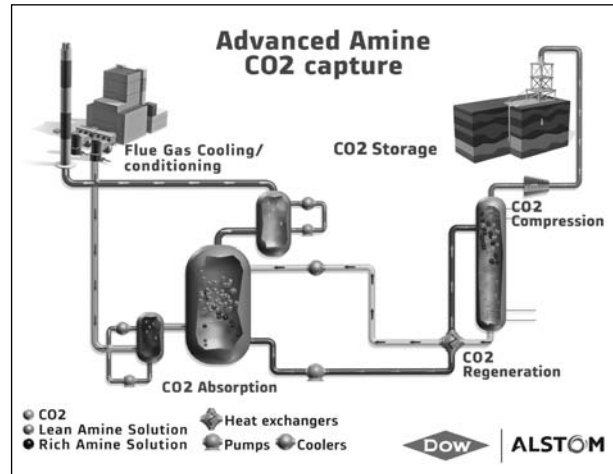 Advanced Amine
CO2 capture
Flue Gas Cooling/
conditioning
CO2 Storage
CO2
Compression
CO2
Regeneration
CO2 Absorption
CO2
Lean Amine Solution
Rich Amine Solution
Heat exchangers
Pumps
Coolers
Dow
ALSTOM